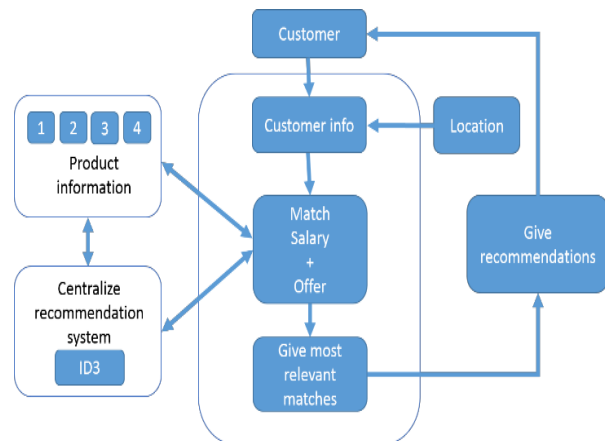 Customer
1 2 3 4
Product
information
Customer info
Location
Match
Salary
+
Offer
Give
recommendations
Centralize
recommendation
system
ID3
Give most
relevant
matches